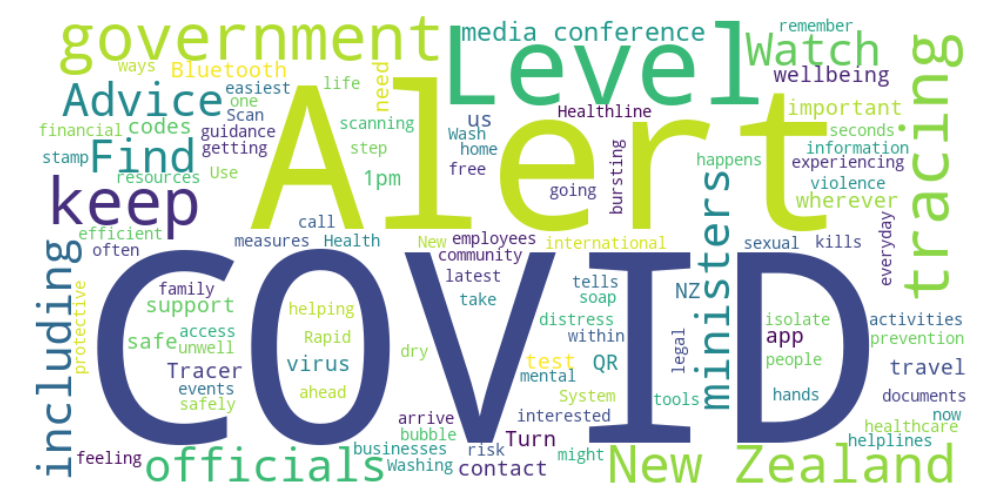 government
Level
media conference
remember
Watch
tracing
ways
Bluetooth
need
life
wellbeing
Advice
easiest
one
Scan
Alert
Healthline
important
financial
codes
guidance
scanning
us
Wash
seconds
stamp
Find
getting
step
home
bursting
happens
information
experiencing
resources
Use
1pm
free
going
violence
keep
wherever
ministers
efficient
call
everyday
often
measures
Health
New
employees
international
sexual
kills
including
community
COVID
protective
family
latest
tells
NZ
support
helping
take
soap
distress
isolate
activities
safe
access
Rapid
within
legal
app
prevention
unwell
virus
dry
test
QR
people
Tracer
mental
travel
events
ahead
System
tools
hands
documents
safely
arrive
interested
now
bubble
Turn
healthcare
businesses
risk
might
helplines
feeling
officials
Washing
contact
New Zealand